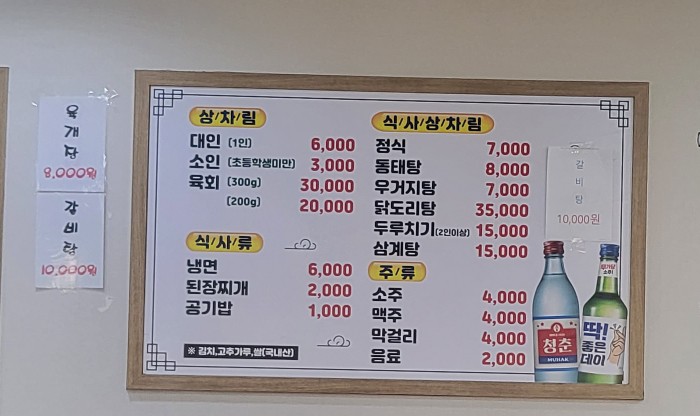 육개장
8,000원
갈비탕
10,000원
상/차/림
대인 (1인) 6,000
소인 (초등학생미만) 3,000
육회 (300g) 30,000
(200g) 20,000
식/사/류
냉면 6,000
된장찌개 2,000
공기밥 1,000
※ 김치,고추가루,쌀(국내산)
식/사/상/차/림
정식 7,000
동태탕 8,000
우거지탕 7,000
닭도리탕 35,000
두루치기(2인이상) 15,000
삼계탕 15,000
주/류
소주 4,000
맥주 4,000
막걸리 4,000
음료 2,000
갈비탕
10,000원
청춘
MUHAK
딱!
좋은
데이